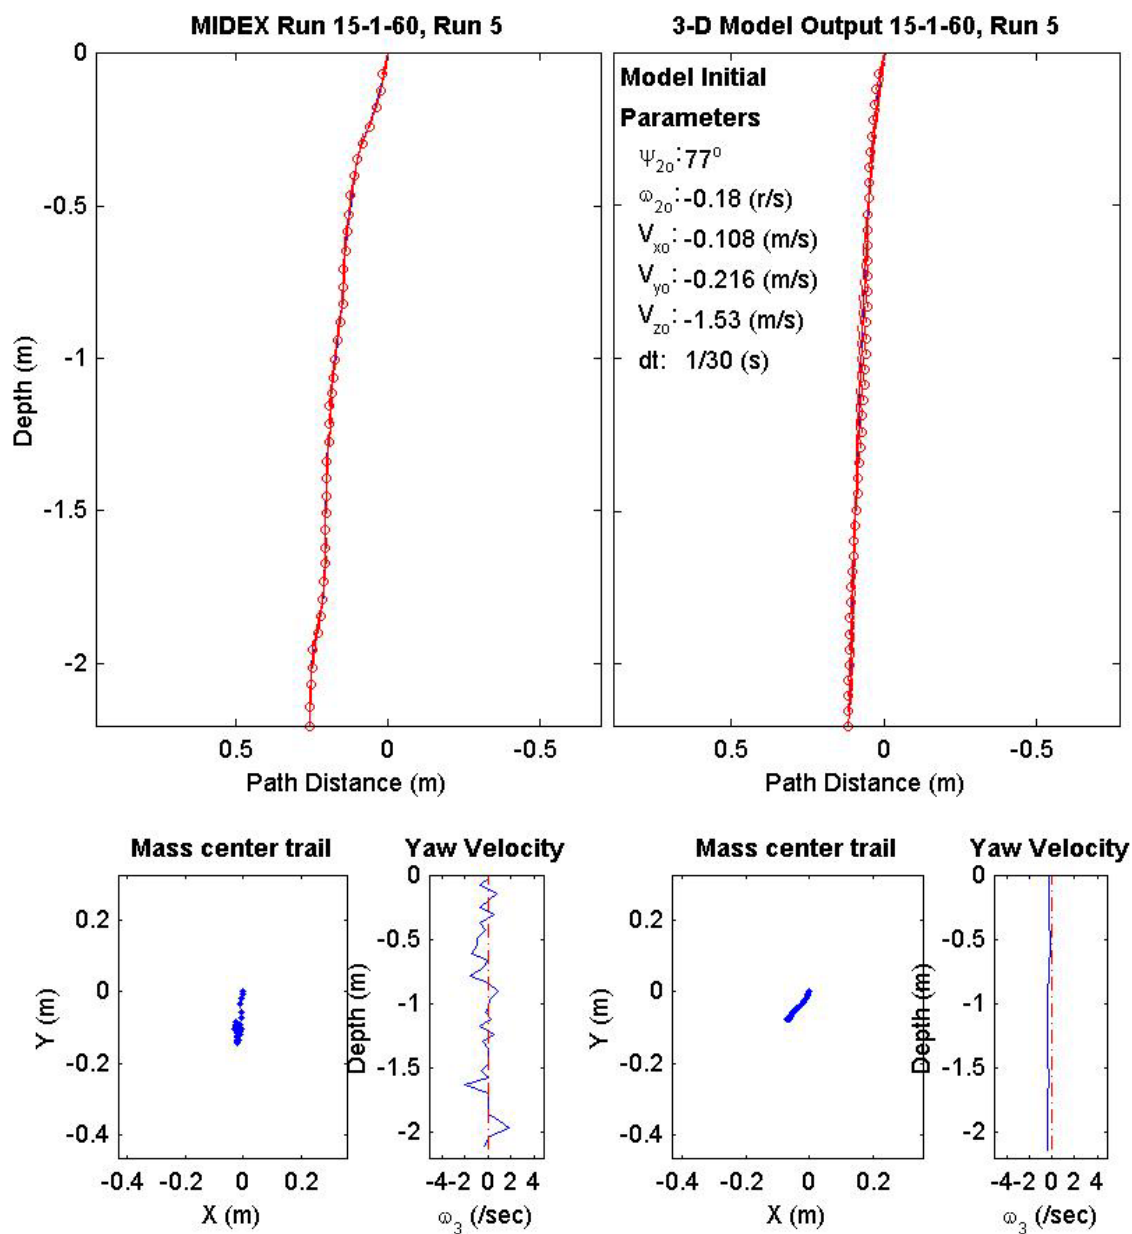 MIDEX Run 15-1-60, Run 5
3-D Model Output 15-1-60, Run 5
0
-0.5
-1
-1.5
-2
Depth (m)
0.5 0 -0.5
Path Distance (m)
Model Initial
Parameters
Ψ2o: 77o
ω2o: -0.18 (r/s)
Vxo: -0.108 (m/s)
Vyo: -0.216 (m/s)
Vzo: -1.53 (m/s)
dt: 1/30 (s)
0.5 0 -0.5
Path Distance (m)
Mass center trail
0.2
0
-0.2
-0.4
Y (m)
-0.4 -0.2 0 0.2
X (m)
Yaw Velocity
0
-0.5
-1
-1.5
-2
Depth (m)
-4 -2 0 2 4
ω3 (/sec)
Mass center trail
0.2
0
-0.2
-0.4
Y (m)
-0.4 -0.2 0 0.2
X (m)
Yaw Velocity
0
-0.5
-1
-1.5
-2
Depth (m)
-4 -2 0 2 4
ω3 (/sec)